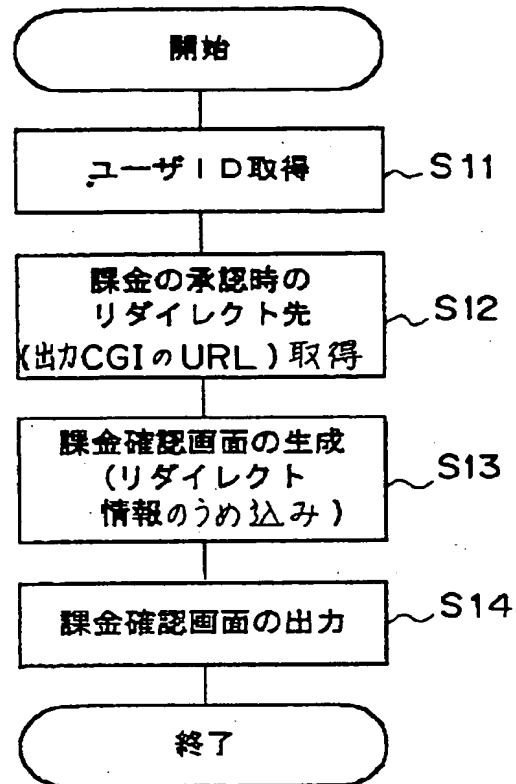 開始
ユーザID取得
S11
課金の承認時の
リダイレクト先
(出力CGIのURL)取得
S12
課金確認画面の生成
(リダイレクト
情報のうめ込み)
S13
課金確認画面の出力
S14
終了